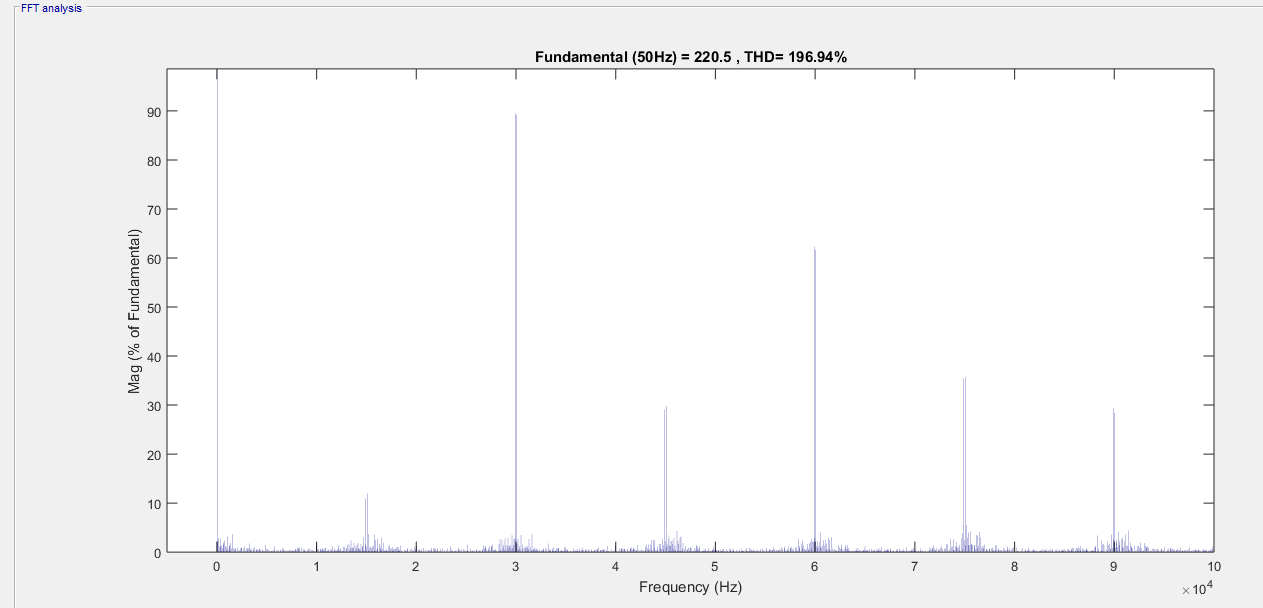 FFT analysis
Fundamental (50Hz) = 220.5 , THD= 196.94%
Mag (% of Fundamental)
90
80
70
60
50
40
30
20
10
0
0 1 2 3 4 5 6 7 8 9 10
Frequency (Hz)
×10⁴